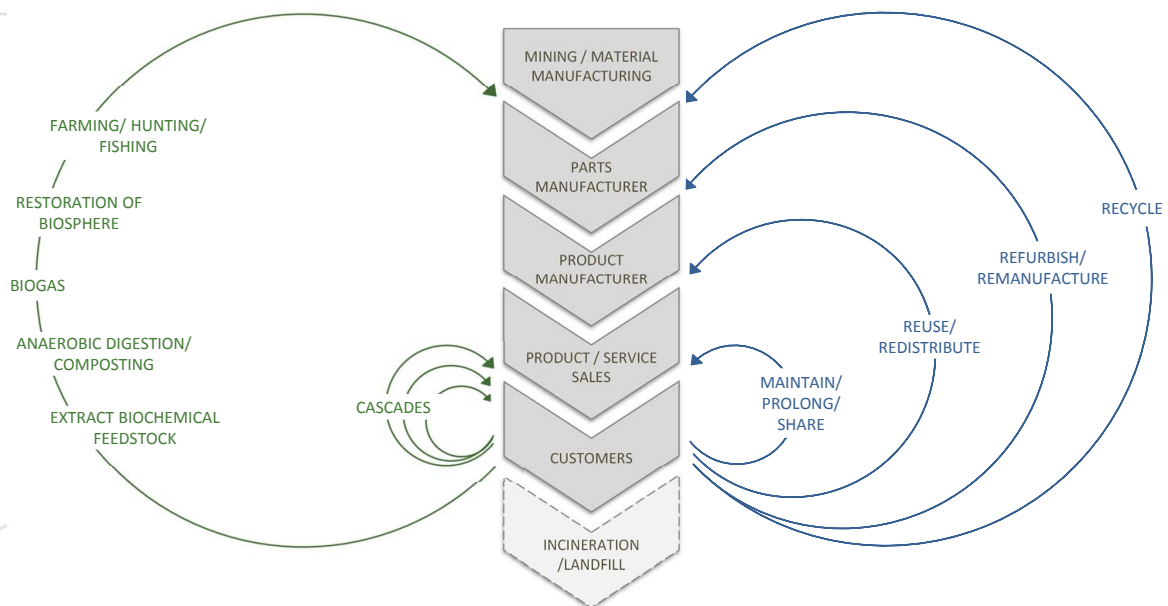 MINING / MATERIAL
MANUFACTURING
PARTS
MANUFACTURER
PRODUCT
MANUFACTURER
PRODUCT / SERVICE
SALES
CUSTOMERS
INCINERATION
/LANDFILL
FARMING/ HUNTING/
FISHING
RESTORATION OF
BIOSPHERE
BIOGAS
ANAEROBIC DIGESTION/
COMPOSTING
EXTRACT BIOCHEMICAL
FEEDSTOCK
CASCADES
MAINTAIN/
PROLONG/
SHARE
REUSE/
REDISTRIBUTE
REFURBISH/
REMANUFACTURE
RECYCLE